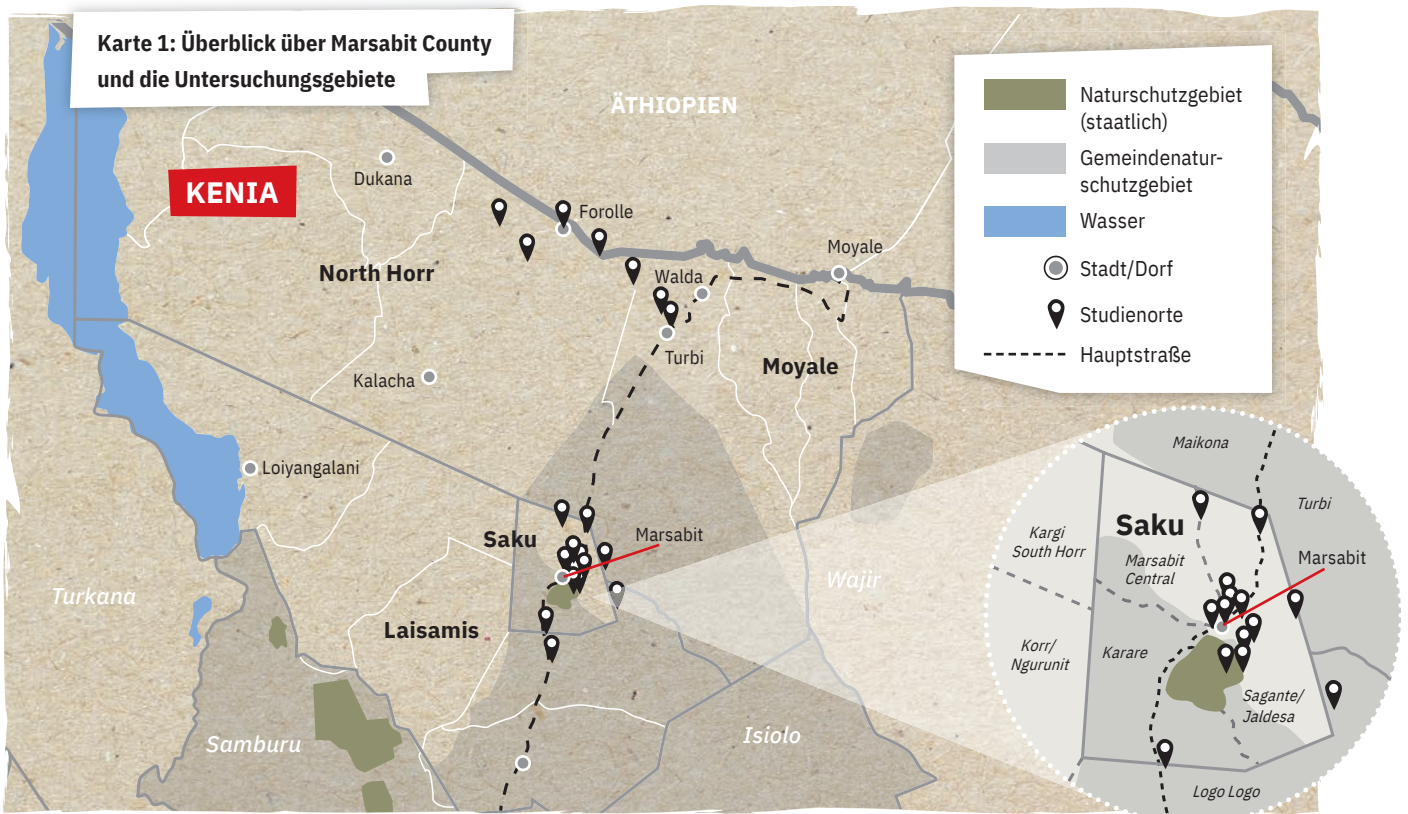 Karte 1: Überblick über Marsabit County
und die Untersuchungsgebiete
ÄTHIOPIEN
KENIA
Dukana
Forolle
North Horr
Walda
Moyale
Turbi
Moyale
Kalacha
Loiyangalani
Saku
Marsabit
Turkana
Wajir
Laisamis
Samburu
Isiolo
Naturschutzgebiet
(staatlich)
Gemeindenatur-
schutzgebiet
Wasser
Stadt/Dorf
Studienorte
Hauptstraße
Maikona
Turbi
Saku
Kargi
South Horr
Marsabit
Central
Marsabit
Korr/
Ngurunit
Karare
Sagante/
Jaldesa
Logo Logo